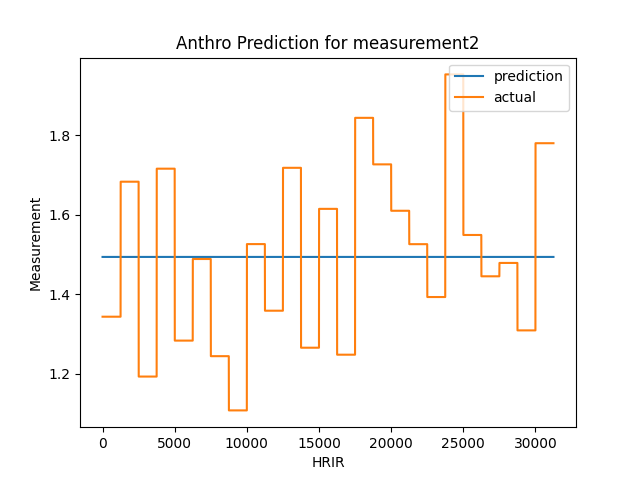 Anthro Prediction for measurement2
prediction
actual
Measurement
1.8
1.6
1.4
1.2
0 5000 10000 15000 20000 25000 30000
HRIR